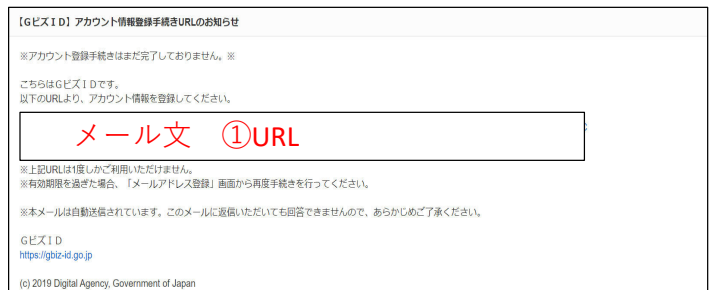 【GビズID】アカウント情報登録手続きURLのお知らせ
※アカウント登録手続きはまだ完了しておりません。※
こちらはGビズIDです。
以下のURLより、アカウント情報を登録してください。
メール文 ①URL
※上記URLは1度しかご利用いただけません。
※有効期限を過ぎた場合、「メールアドレス登録」画面から再度手続きを行ってください。
※本メールは自動送信されています。このメールに返信いただいても回答できませんので、あらかじめご了承ください。
GビズID
https://gbiz-id.go.jp
(c) 2019 Digital Agency, Government of Japan